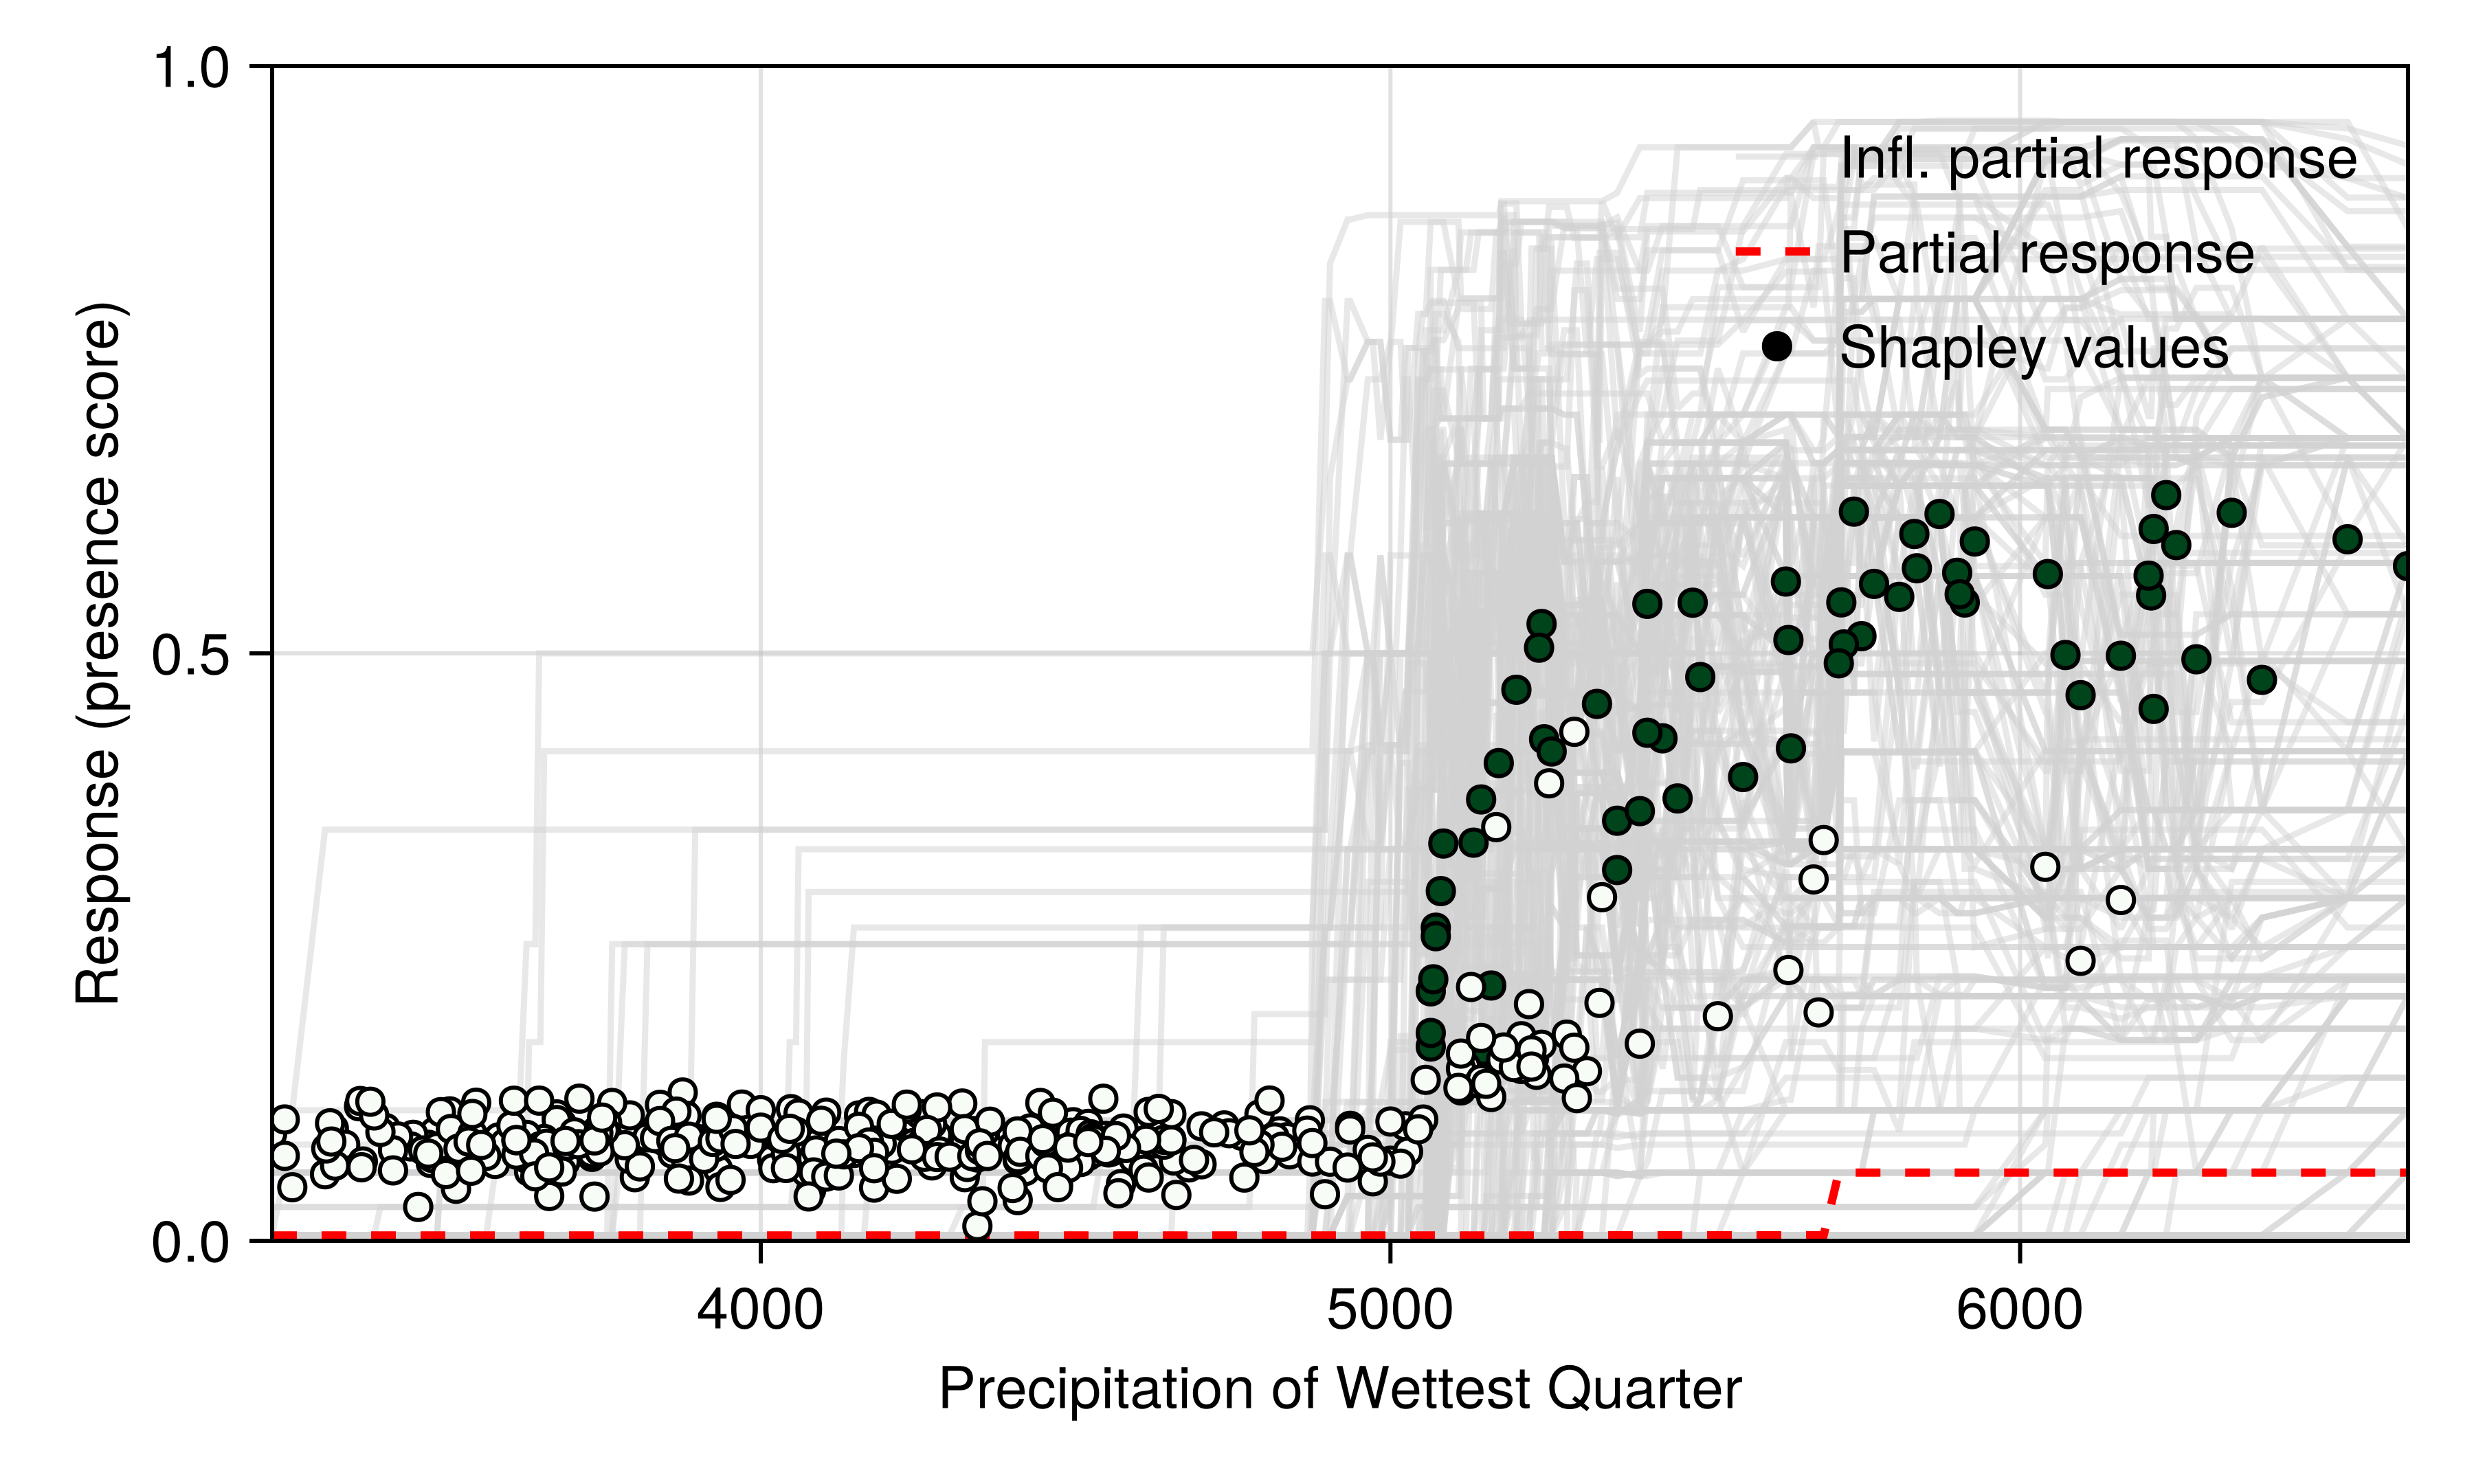 1.0
0.5
0.0
Response (presence score)
Infl. partial response
Partial response
Shapley values
4000
5000
6000
Precipitation of Wettest Quarter